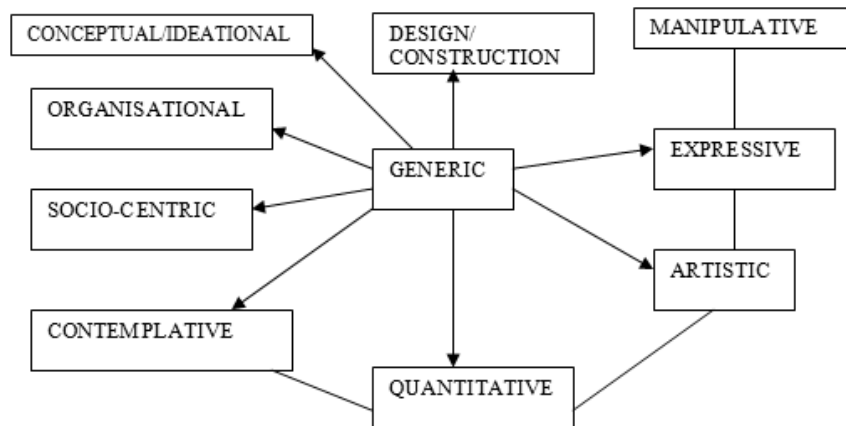 CONCEPTUAL/IDEATIONAL
DESIGN/
CONSTRUCTION
MANIPULATIVE
ORGANISATIONAL
GENERIC
EXPRESSIVE
SOCIO-CENTRIC
ARTISTIC
CONTEMPLATIVE
QUANTITATIVE